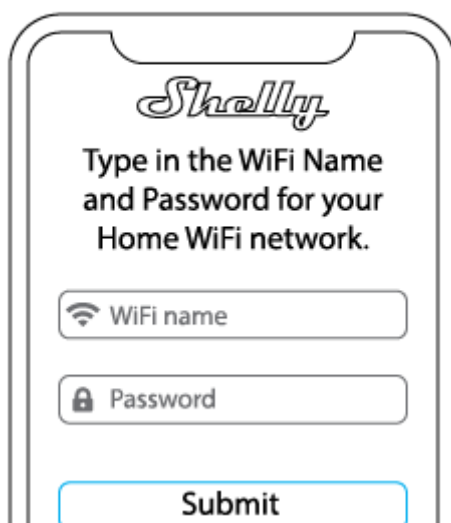 Shelly
Type in the WiFi Name
and Password for your
Home WiFi network.
WiFi name
Password
Submit